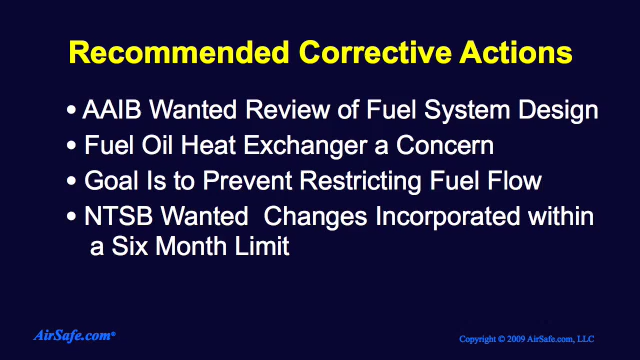 Recommended Corrective Actions
• AAIB Wanted Review of Fuel System Design
• Fuel Oil Heat Exchanger a Concern
• Goal Is to Prevent Restricting Fuel Flow
• NTSB Wanted  Changes Incorporated within
a Six Month Limit
AirSafe.com®
Copyright © 2009 AirSafe.com, LLC